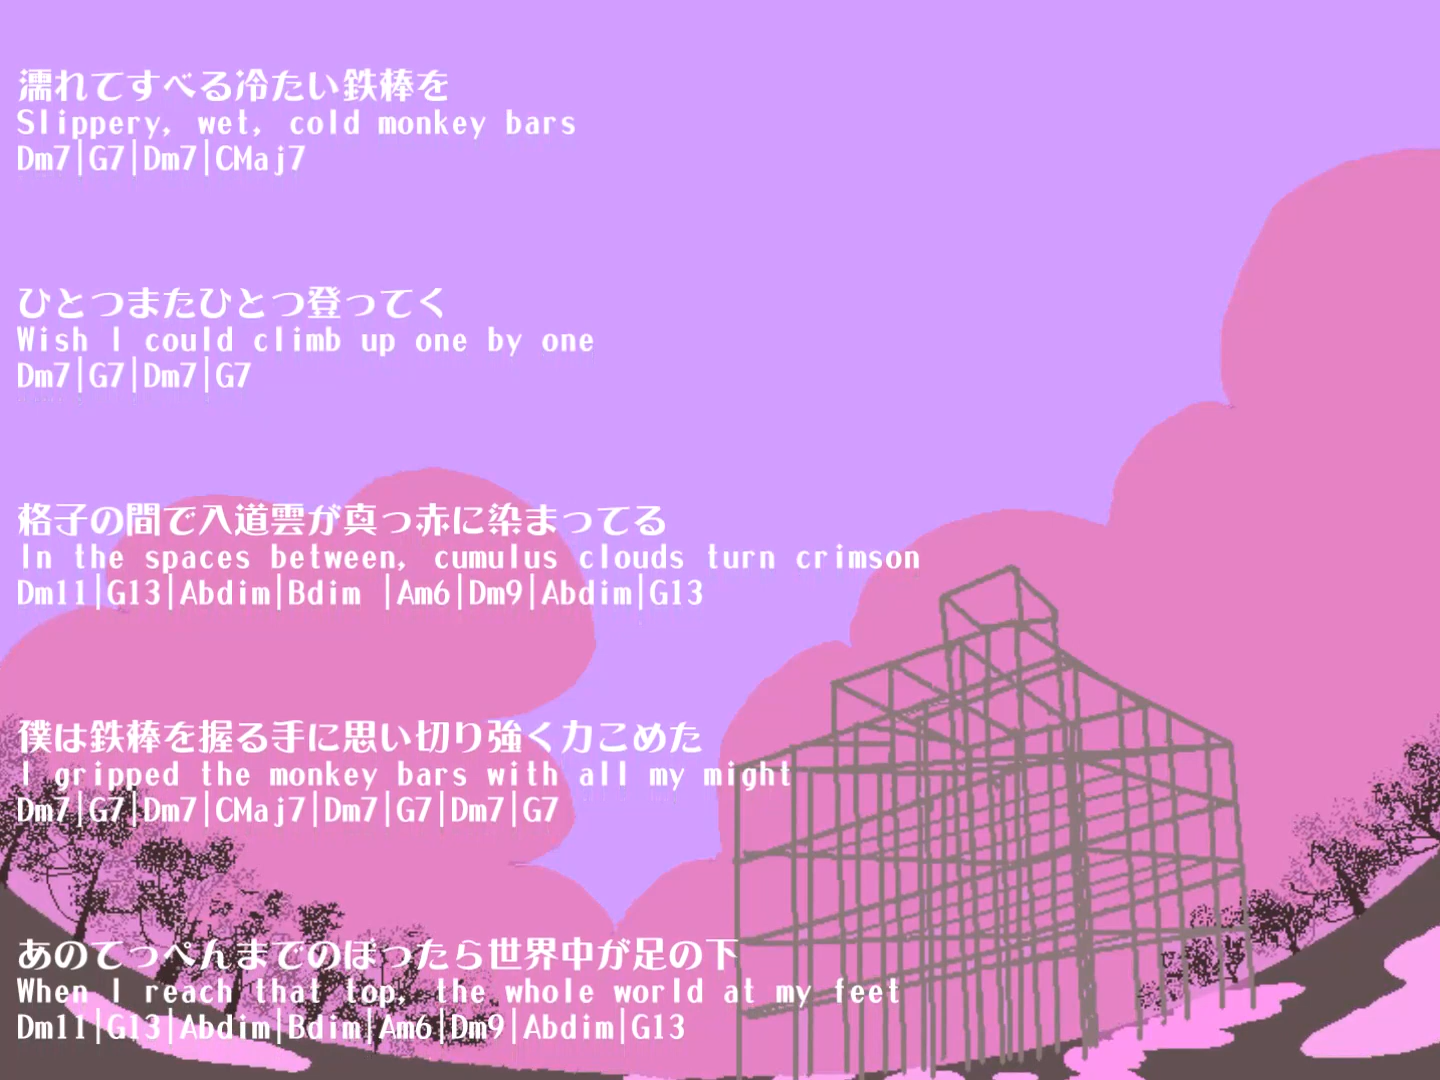 濡れてすべる冷たい鉄棒を
Slippery, wet, cold monkey bars
Dm7|G7|Dm7|CMaj7
ひとつまたひとつ登ってく
Wish I could climb up one by one
Dm7|G7|Dm7|G7
格子の間で入道雲が真っ赤に染まってる
In the spaces between, cumulus clouds turn crimson
Dm11|G13|Abdim|Bdim |Am6|Dm9|Abdim|G13
僕は鉄棒を握る手に思い切り強く力こめた
I gripped the monkey bars with all my might
Dm7|G7|Dm7|CMaj7|Dm7|G7|Dm7|G7
あのてっぺんまでのぼったら世界中が足の下
When I reach that top, the whole world at my feet
Dm11|G13|Abdim|Bdim|Am6|Dm9|Abdim|G13